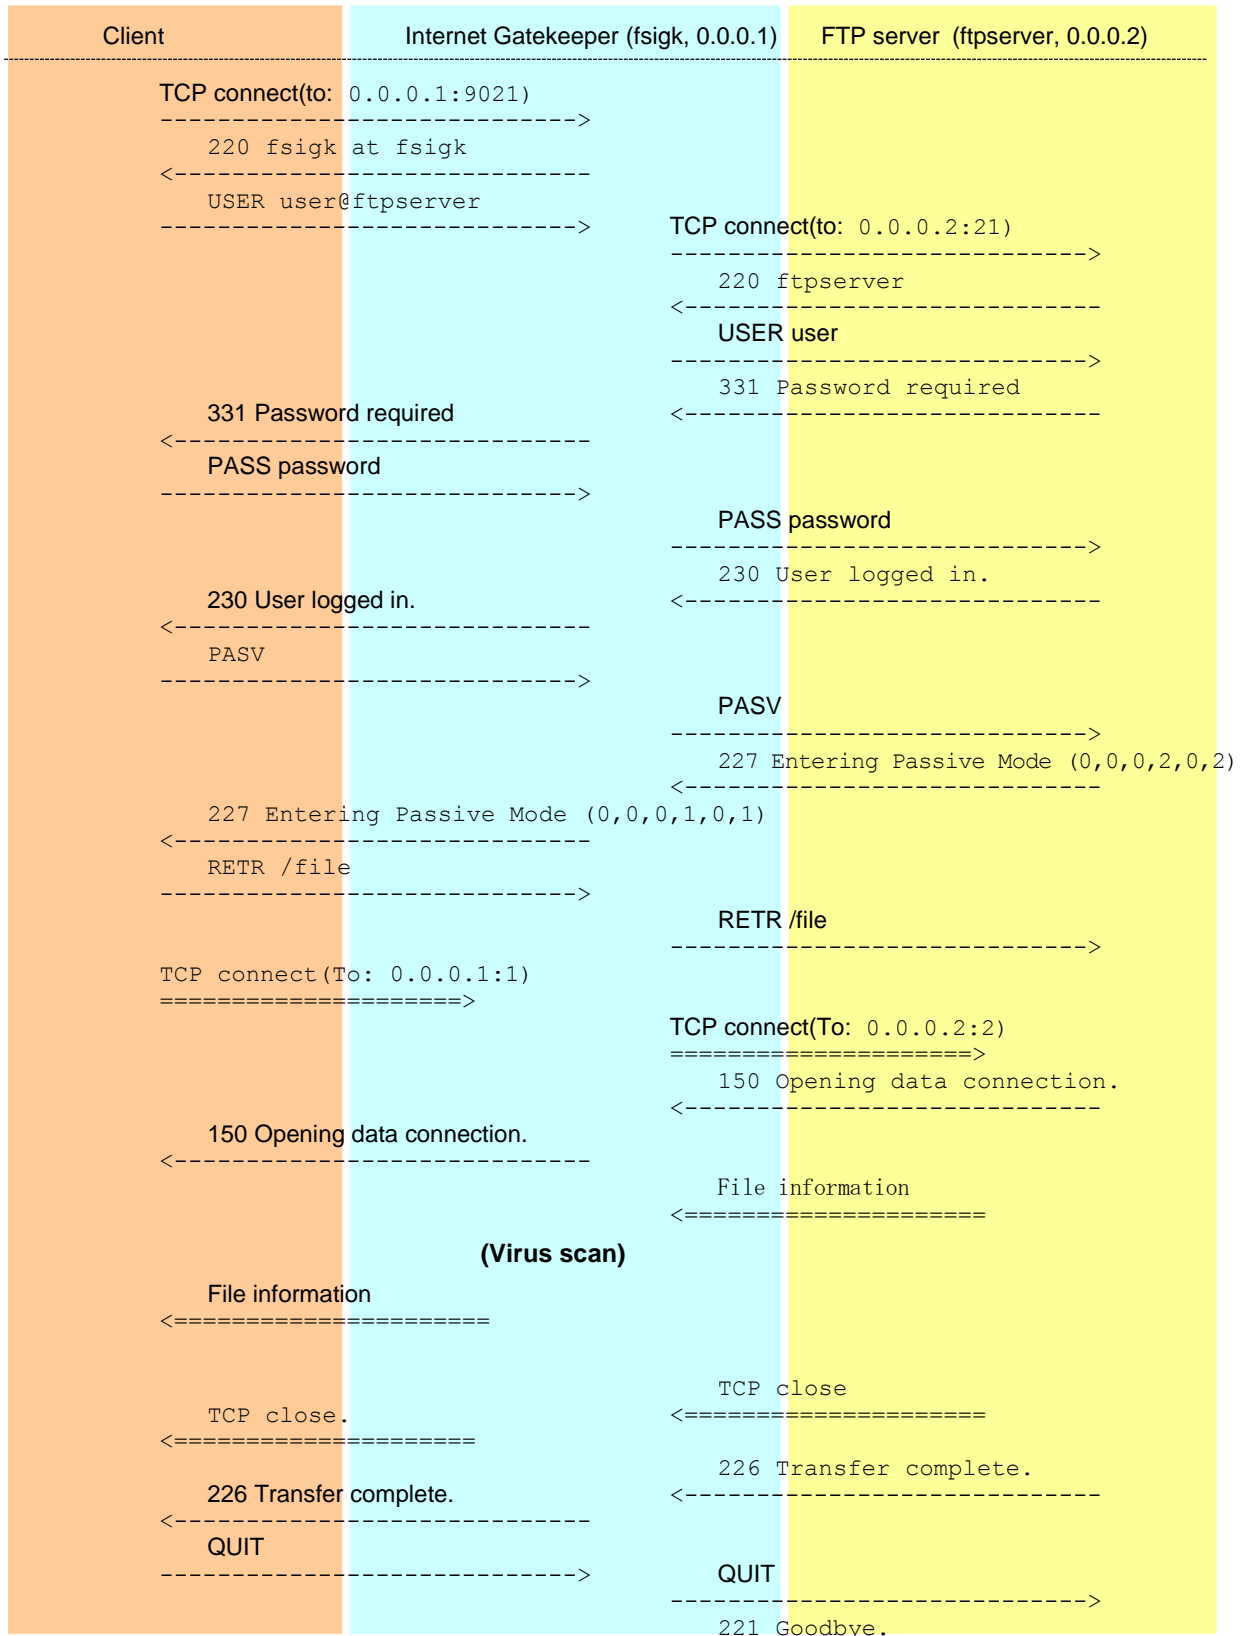 Client Internet Gatekeeper (fsigk, 0.0.0.1) FTP server (ftpserver, 0.0.0.2)
TCP connect(to: 0.0.0.1:9021)
----------------------------->
220 fsigk at fsigk
<-----------------------------
USER user@ftpserver
----------------------------->
TCP connect(to: 0.0.0.2:21)
----------------------------->
220 ftpserver
<-----------------------------
USER user
----------------------------->
331 Password required
<-----------------------------
331 Password required
<-----------------------------
PASS password
----------------------------->
PASS password
----------------------------->
230 User logged in.
<-----------------------------
230 User logged in.
<-----------------------------
PASV
----------------------------->
PASV
----------------------------->
227 Entering Passive Mode (0,0,0,2,0,2)
<-----------------------------
227 Entering Passive Mode (0,0,0,1,0,1)
<-----------------------------
RETR /file
----------------------------->
RETR /file
----------------------------->
TCP connect(To: 0.0.0.1:1)
=====================>
TCP connect(To: 0.0.0.2:2)
=====================>
150 Opening data connection.
<-----------------------------
150 Opening data connection.
<-----------------------------
File information
<=====================
(Virus scan)
File information
<======================
TCP close
<=====================
TCP close.
<=====================
226 Transfer complete.
<-----------------------------
226 Transfer complete.
<-----------------------------
QUIT
----------------------------->
QUIT
----------------------------->
221 Goodbye.